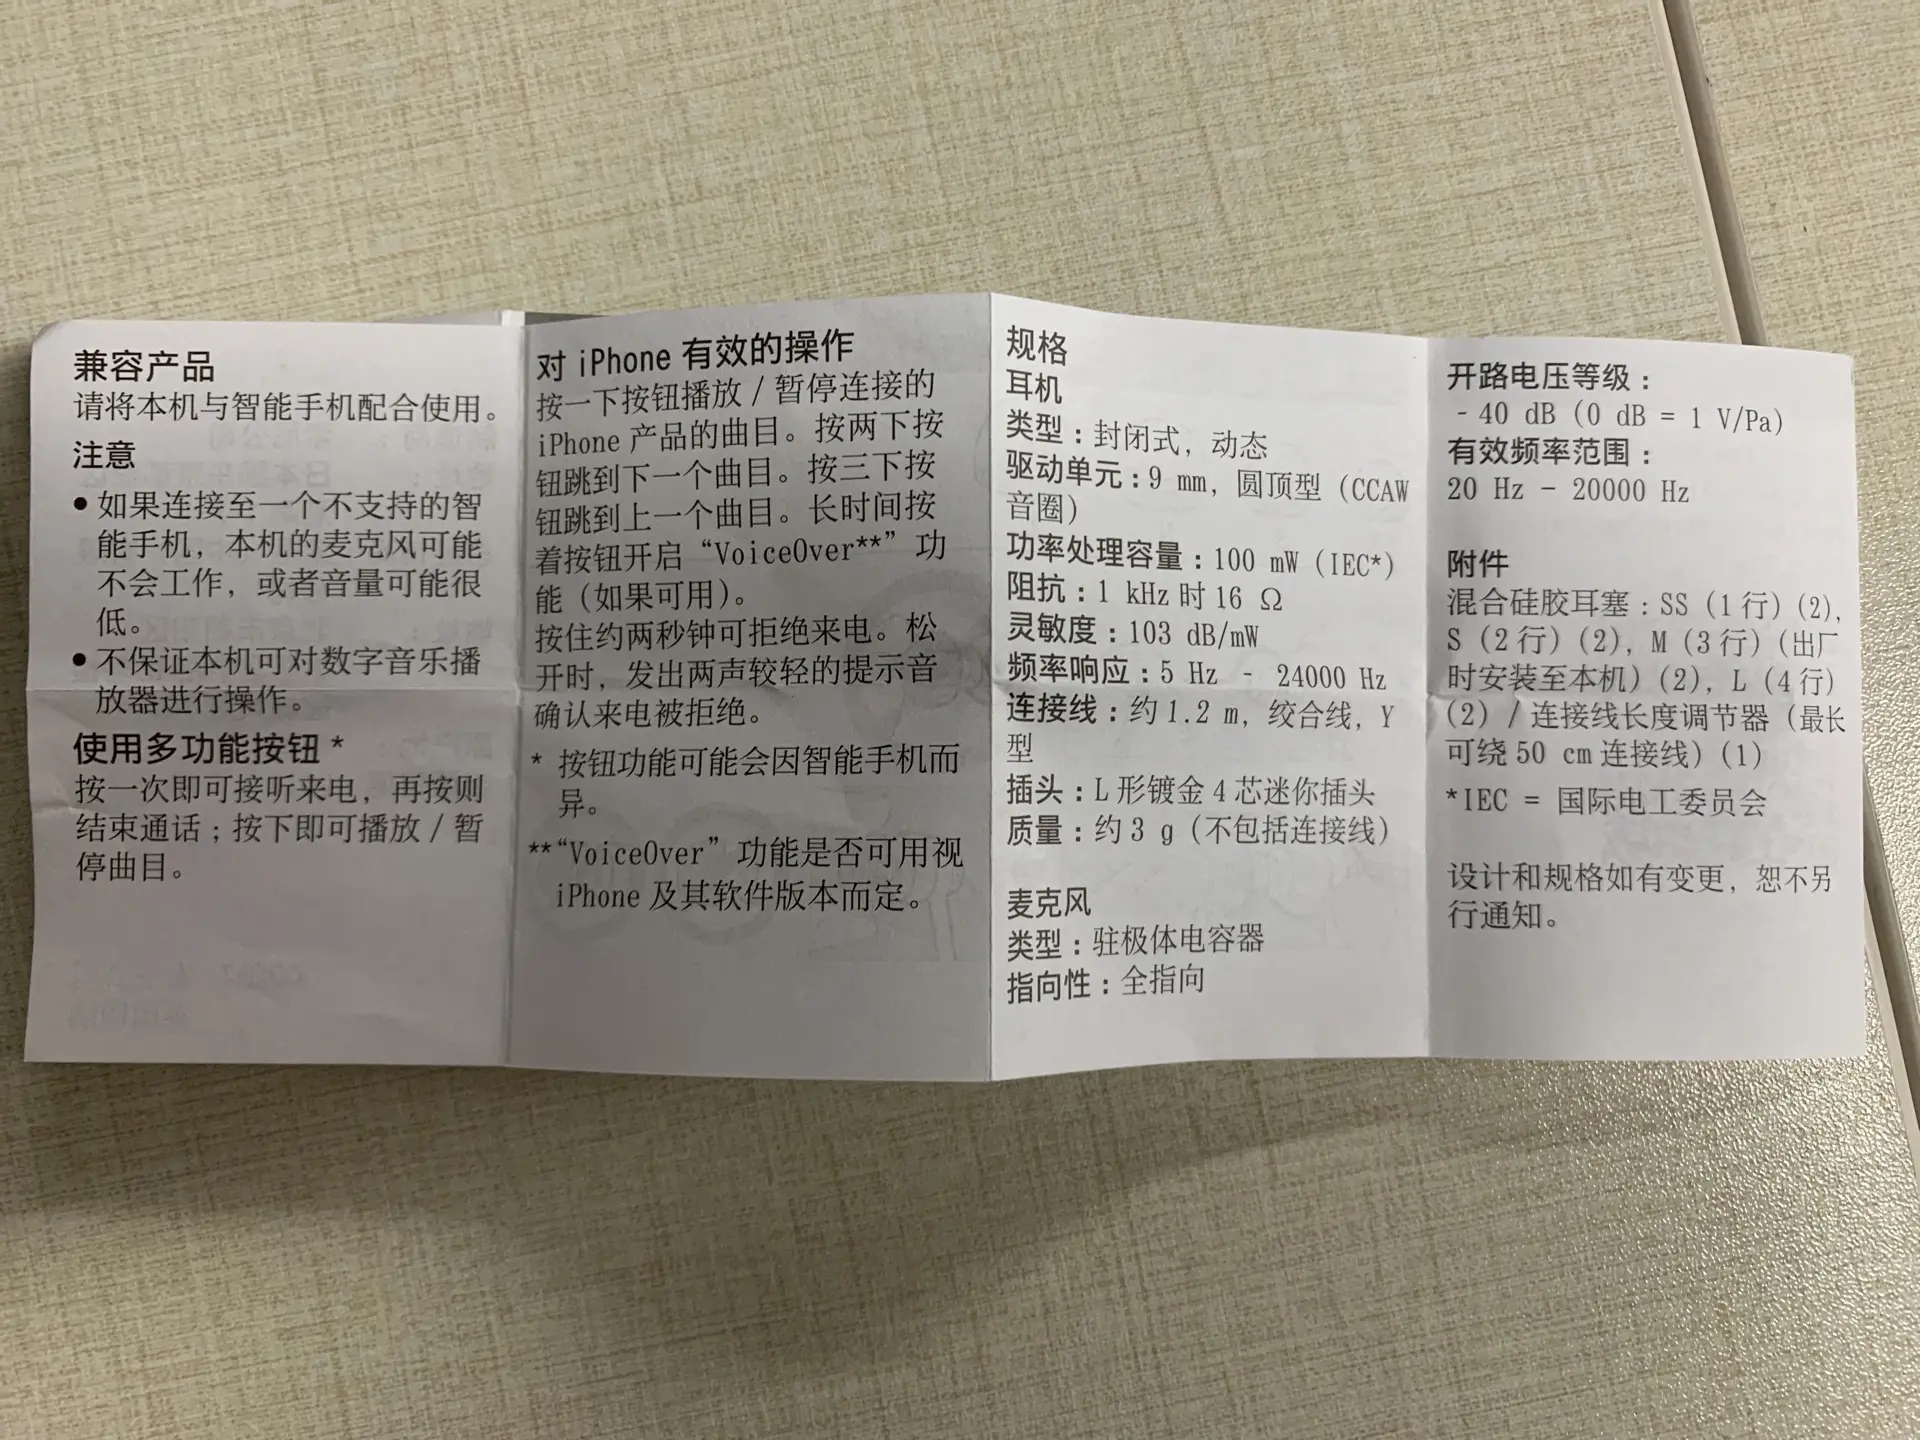 兼容产品
请将本机与智能手机配合使用。
注意
• 如果连接至一个不支持的智
能手机，本机的麦克风可能
不会工作，或者音量可能很
低。
• 不保证本机可对数字音乐播
放器进行操作。
使用多功能按钮*
按一次即可接听来电，再按则
结束通话；按下即可播放 / 暂
停曲目。
对 iPhone 有效的操作
按一下按钮播放 / 暂停连接的
iPhone 产品的曲目。按两下按
钮跳到下一个曲目。按三下按
钮跳到上一个曲目。长时间按
着按钮开启“VoiceOver**”功
能（如果可用）。
按住约两秒钟可拒绝来电。松
开时，发出两声较轻的提示音
确认来电被拒绝。
* 按钮功能可能会因智能手机而
异。
**“VoiceOver”功能是否可用视
iPhone 及其软件版本而定。
规格
耳机
类型：封闭式，动态
驱动单元：9 mm，圆顶型（CCAW
音圈）
功率处理容量：100 mW（IEC*）
阻抗：1 kHz 时 16 Ω
灵敏度：103 dB/mW
频率响应：5 Hz - 24000 Hz
连接线：约 1.2 m，绞合线，Y
型
插头：L 形镀金 4 芯迷你插头
质量：约 3 g（不包括连接线）
麦克风
类型：驻极体电容器
指向性：全指向
开路电压等级：
- 40 dB（0 dB = 1 V/Pa）
有效频率范围：
20 Hz - 20000 Hz
附件
混合硅胶耳塞：SS（1 行）(2)，
S（2 行）(2)，M（3 行）（出厂
时安装至本机）(2)，L（4 行）
(2) / 连接线长度调节器（最长
可绕 50 cm 连接线）(1)
*IEC = 国际电工委员会
设计和规格如有变更，恕不另
行通知。